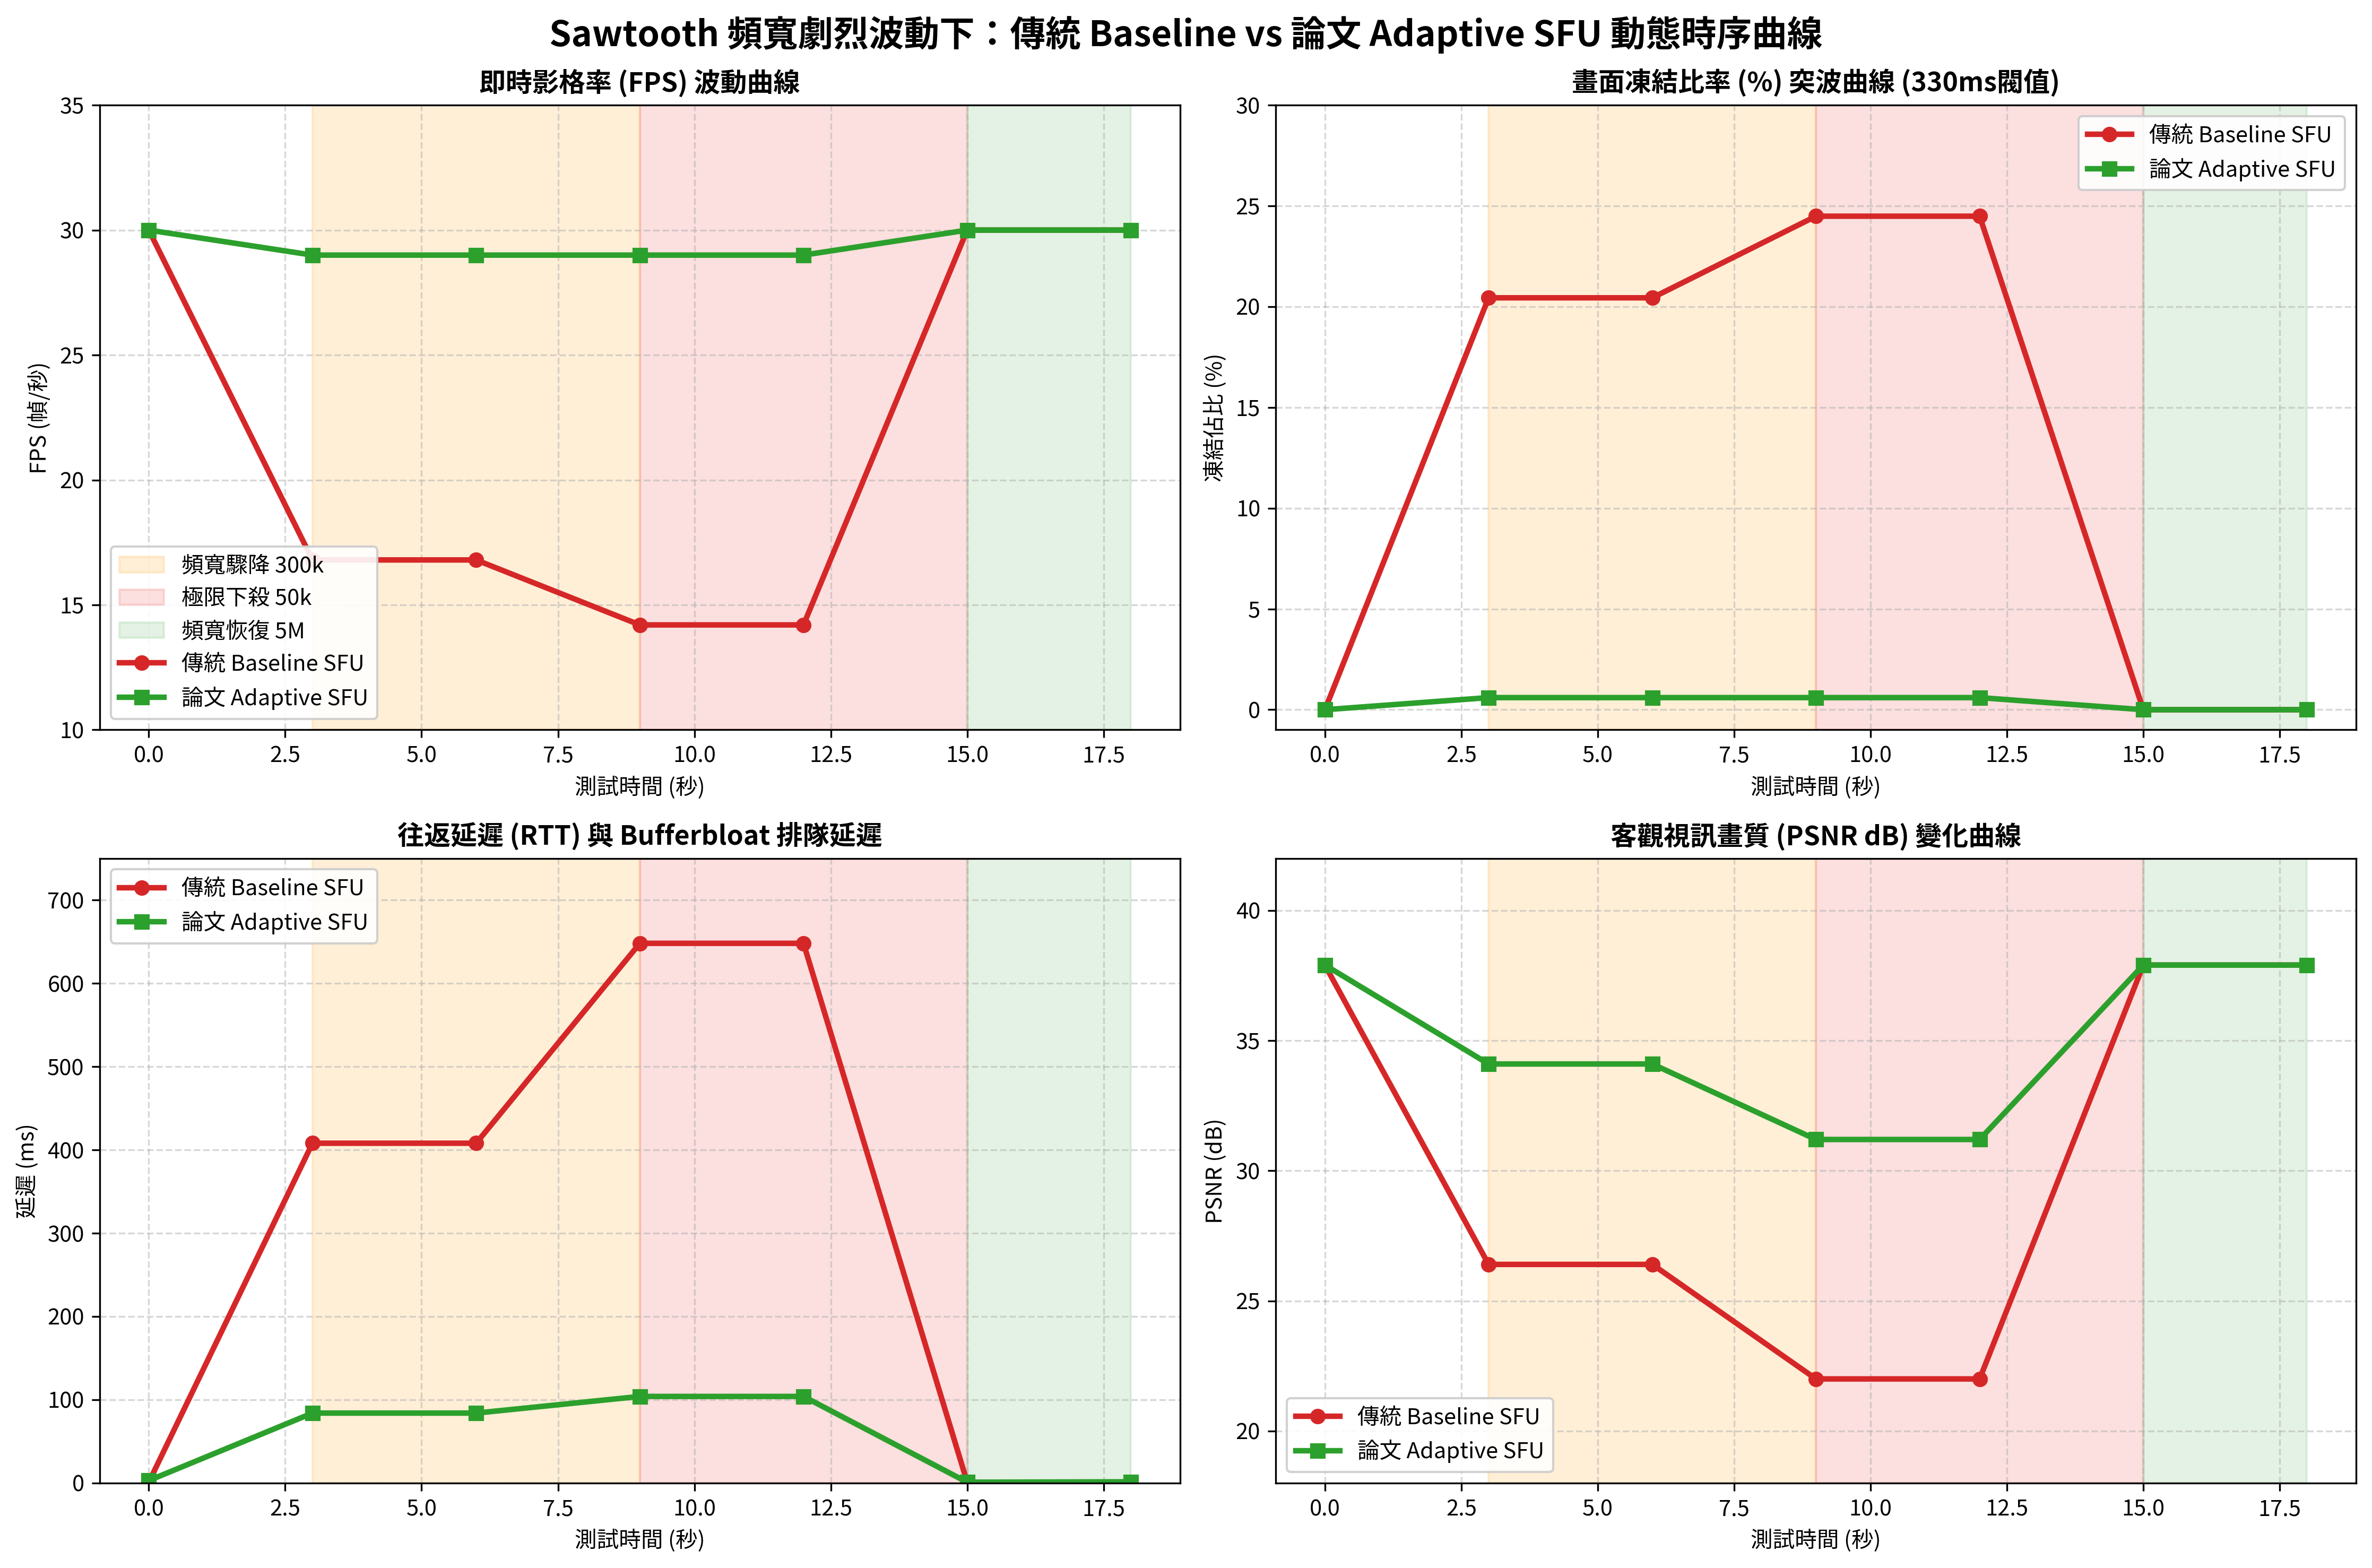 Sawtooth 頻寬劇烈波動下：傳統 Baseline vs 論文 Adaptive SFU 動態時序曲線
即時影格率 (FPS) 波動曲線
35
30
25
20
15
10
FPS (幀/秒)
頻寬驟降 300k
極限下殺 50k
頻寬恢復 5M
傳統 Baseline SFU
論文 Adaptive SFU
0.0 2.5 5.0 7.5 10.0 12.5 15.0 17.5
測試時間 (秒)
畫面凍結比率 (%) 突波曲線 (330ms閥值)
30
25
20
15
10
5
0
凍結佔比 (%)
傳統 Baseline SFU
論文 Adaptive SFU
0.0 2.5 5.0 7.5 10.0 12.5 15.0 17.5
測試時間 (秒)
往返延遲 (RTT) 與 Bufferbloat 排隊延遲
700
600
500
400
300
200
100
0
延遲 (ms)
傳統 Baseline SFU
論文 Adaptive SFU
0.0 2.5 5.0 7.5 10.0 12.5 15.0 17.5
測試時間 (秒)
客觀視訊畫質 (PSNR dB) 變化曲線
40
35
30
25
20
PSNR (dB)
傳統 Baseline SFU
論文 Adaptive SFU
0.0 2.5 5.0 7.5 10.0 12.5 15.0 17.5
測試時間 (秒)